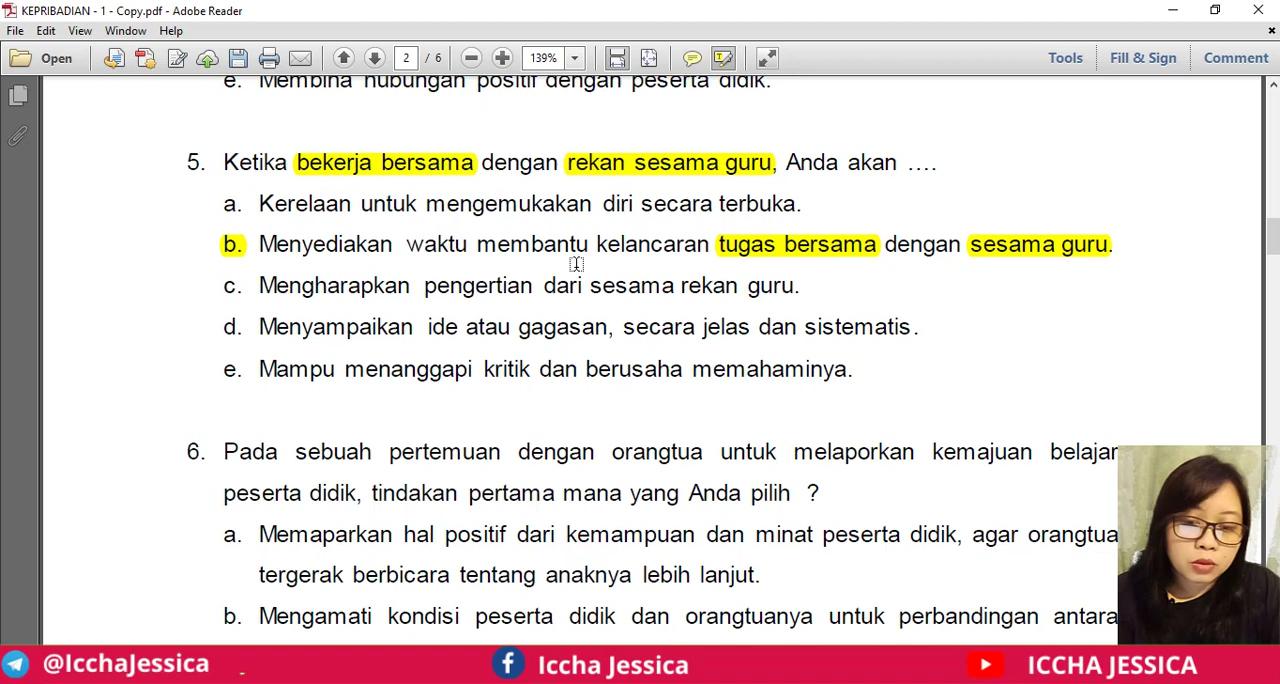 KEPRIBADIAN - 1 - Copy.pdf - Adobe Reader
File Edit View Window Help
Open 2 / 6 139% Tools Fill & Sign Comment
e. Membina hubungan positif dengan peserta didik.
5. Ketika bekerja bersama dengan rekan sesama guru, Anda akan ....
a. Kerelaan untuk mengemukakan diri secara terbuka.
b. Menyediakan waktu membantu kelancaran tugas bersama dengan sesama guru.
c. Mengharapkan pengertian dari sesama rekan guru.
d. Menyampaikan ide atau gagasan, secara jelas dan sistematis.
e. Mampu menanggapi kritik dan berusaha memahaminya.
6. Pada sebuah pertemuan dengan orangtua untuk melaporkan kemajuan belajar
peserta didik, tindakan pertama mana yang Anda pilih ?
a. Memaparkan hal positif dari kemampuan dan minat peserta didik, agar orangtua
tergerak berbicara tentang anaknya lebih lanjut.
b. Mengamati kondisi peserta didik dan orangtuanya untuk perbandingan antara
@IcchaJessica Iccha Jessica ICCHA JESSICA